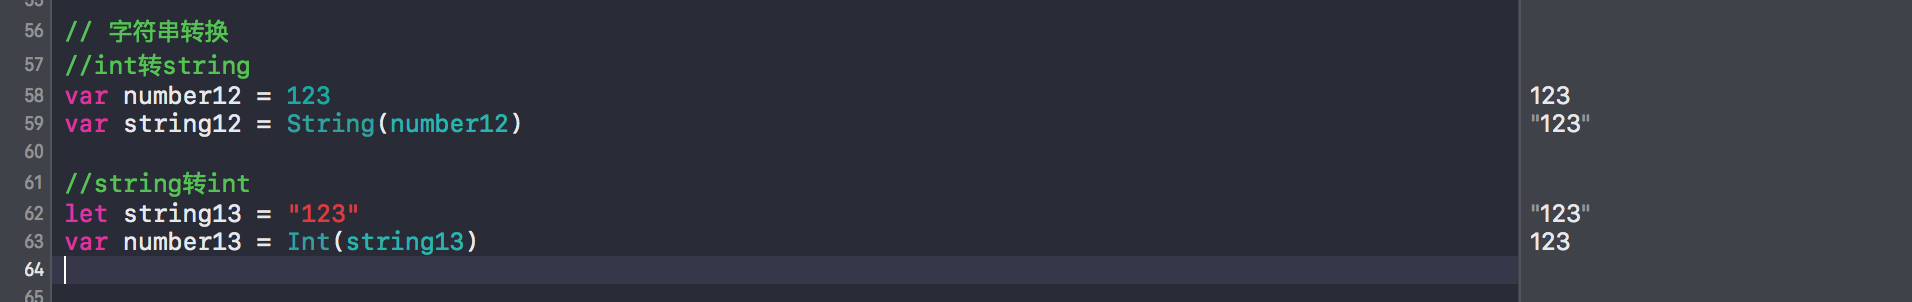 55
56 // 字符串转换
57 //int转string
58 var number12 = 123 123
59 var string12 = String(number12) "123"
60
61 //string转int
62 let string13 = "123" "123"
63 var number13 = Int(string13) 123
64
65